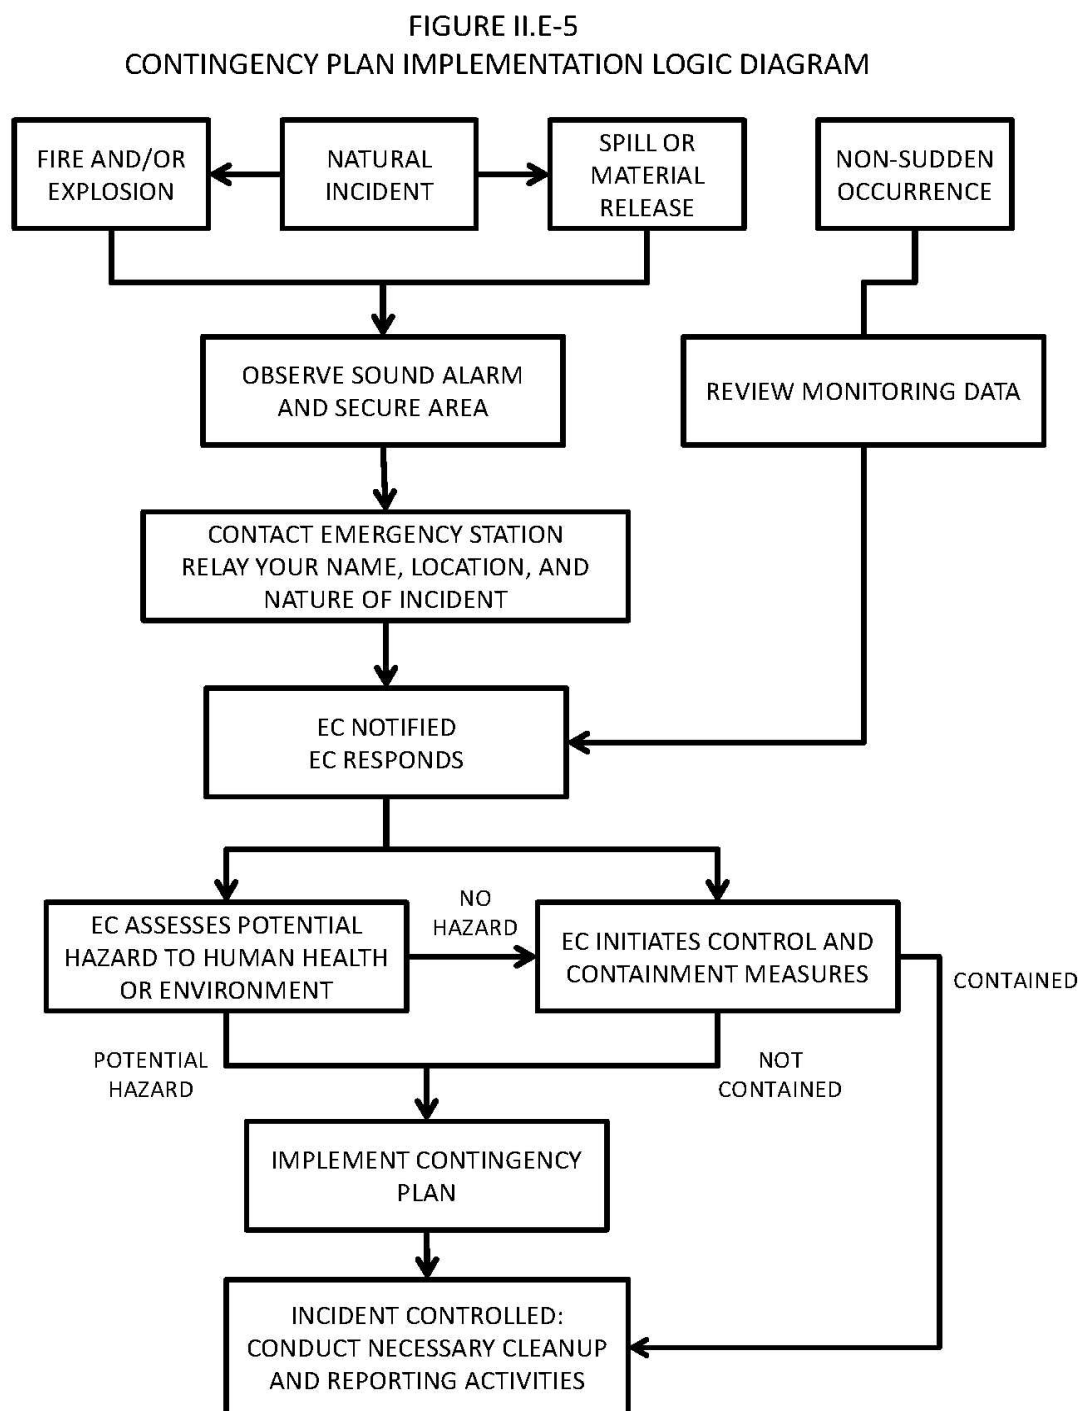 FIGURE II.E-5
CONTINGENCY PLAN IMPLEMENTATION LOGIC DIAGRAM
FIRE AND/OR
EXPLOSION
NATURAL
INCIDENT
SPILL OR
MATERIAL
RELEASE
NON-SUDDEN
OCCURRENCE
OBSERVE SOUND ALARM
AND SECURE AREA
REVIEW MONITORING DATA
CONTACT EMERGENCY STATION
RELAY YOUR NAME, LOCATION, AND
NATURE OF INCIDENT
EC NOTIFIED
EC RESPONDS
EC ASSESSES POTENTIAL
HAZARD TO HUMAN HEALTH
OR ENVIRONMENT
NO
HAZARD
EC INITIATES CONTROL AND
CONTAINMENT MEASURES
CONTAINED
POTENTIAL
HAZARD
NOT
CONTAINED
IMPLEMENT CONTINGENCY
PLAN
INCIDENT CONTROLLED:
CONDUCT NECESSARY CLEANUP
AND REPORTING ACTIVITIES